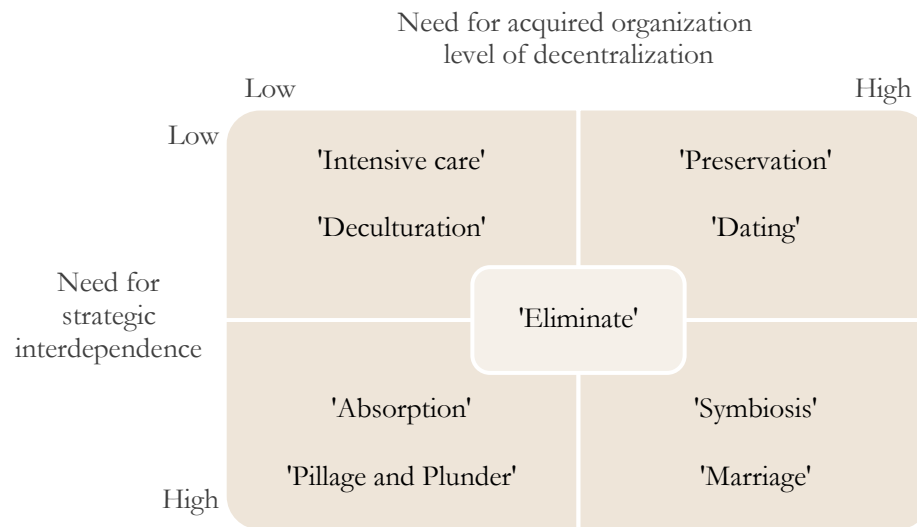 Need for acquired organization
level of decentralization
Low
High
Low
'Intensive care'
'Preservation'
'Deculturation'
'Dating'
Need for
strategic
interdependence
'Eliminate'
'Absorption'
'Symbiosis'
'Pillage and Plunder'
'Marriage'
High